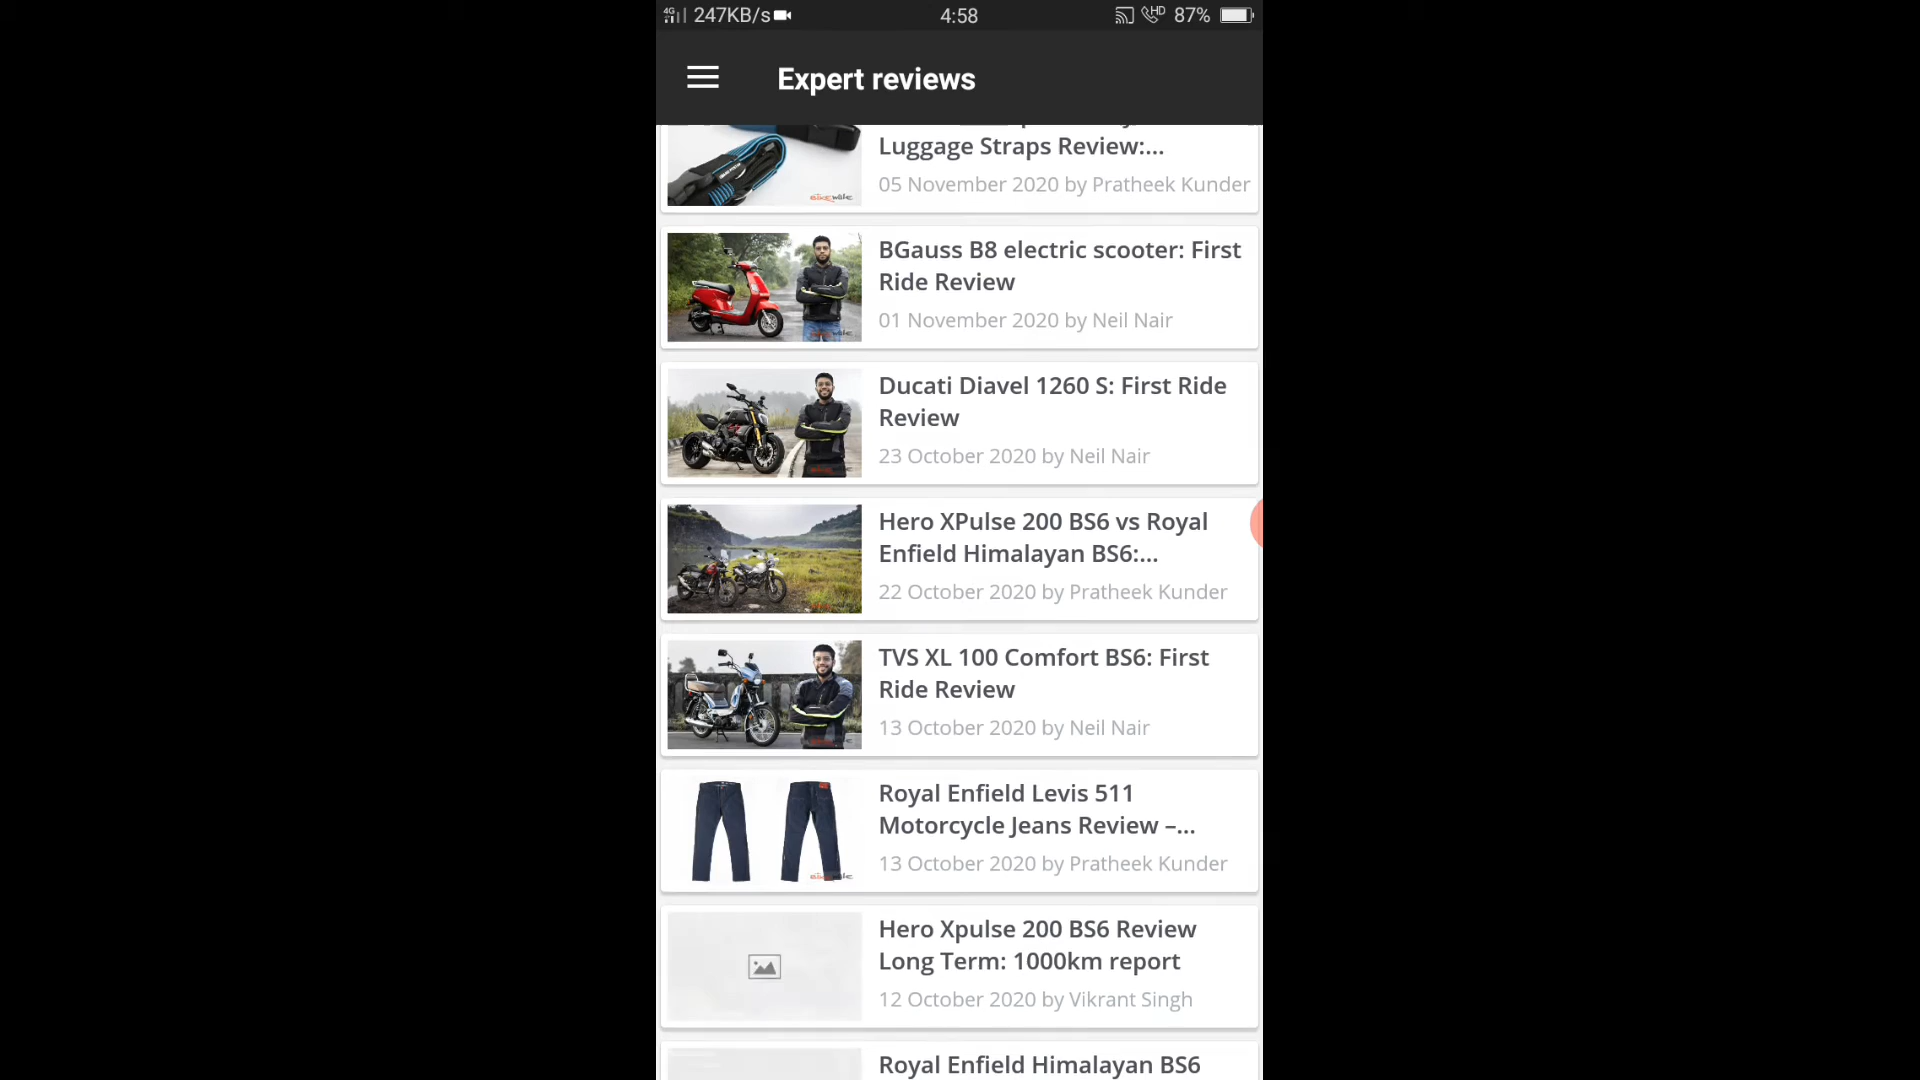 4G 247KB/s
4:58
HD 87%
Expert reviews
Luggage Straps Review:...
05 November 2020 by Pratheek Kunder
BGauss B8 electric scooter: First
Ride Review
01 November 2020 by Neil Nair
Ducati Diavel 1260 S: First Ride
Review
23 October 2020 by Neil Nair
Hero XPulse 200 BS6 vs Royal
Enfield Himalayan BS6:...
22 October 2020 by Pratheek Kunder
TVS XL 100 Comfort BS6: First
Ride Review
13 October 2020 by Neil Nair
Royal Enfield Levis 511
Motorcycle Jeans Review –...
13 October 2020 by Pratheek Kunder
Hero Xpulse 200 BS6 Review
Long Term: 1000km report
12 October 2020 by Vikrant Singh
Royal Enfield Himalayan BS6